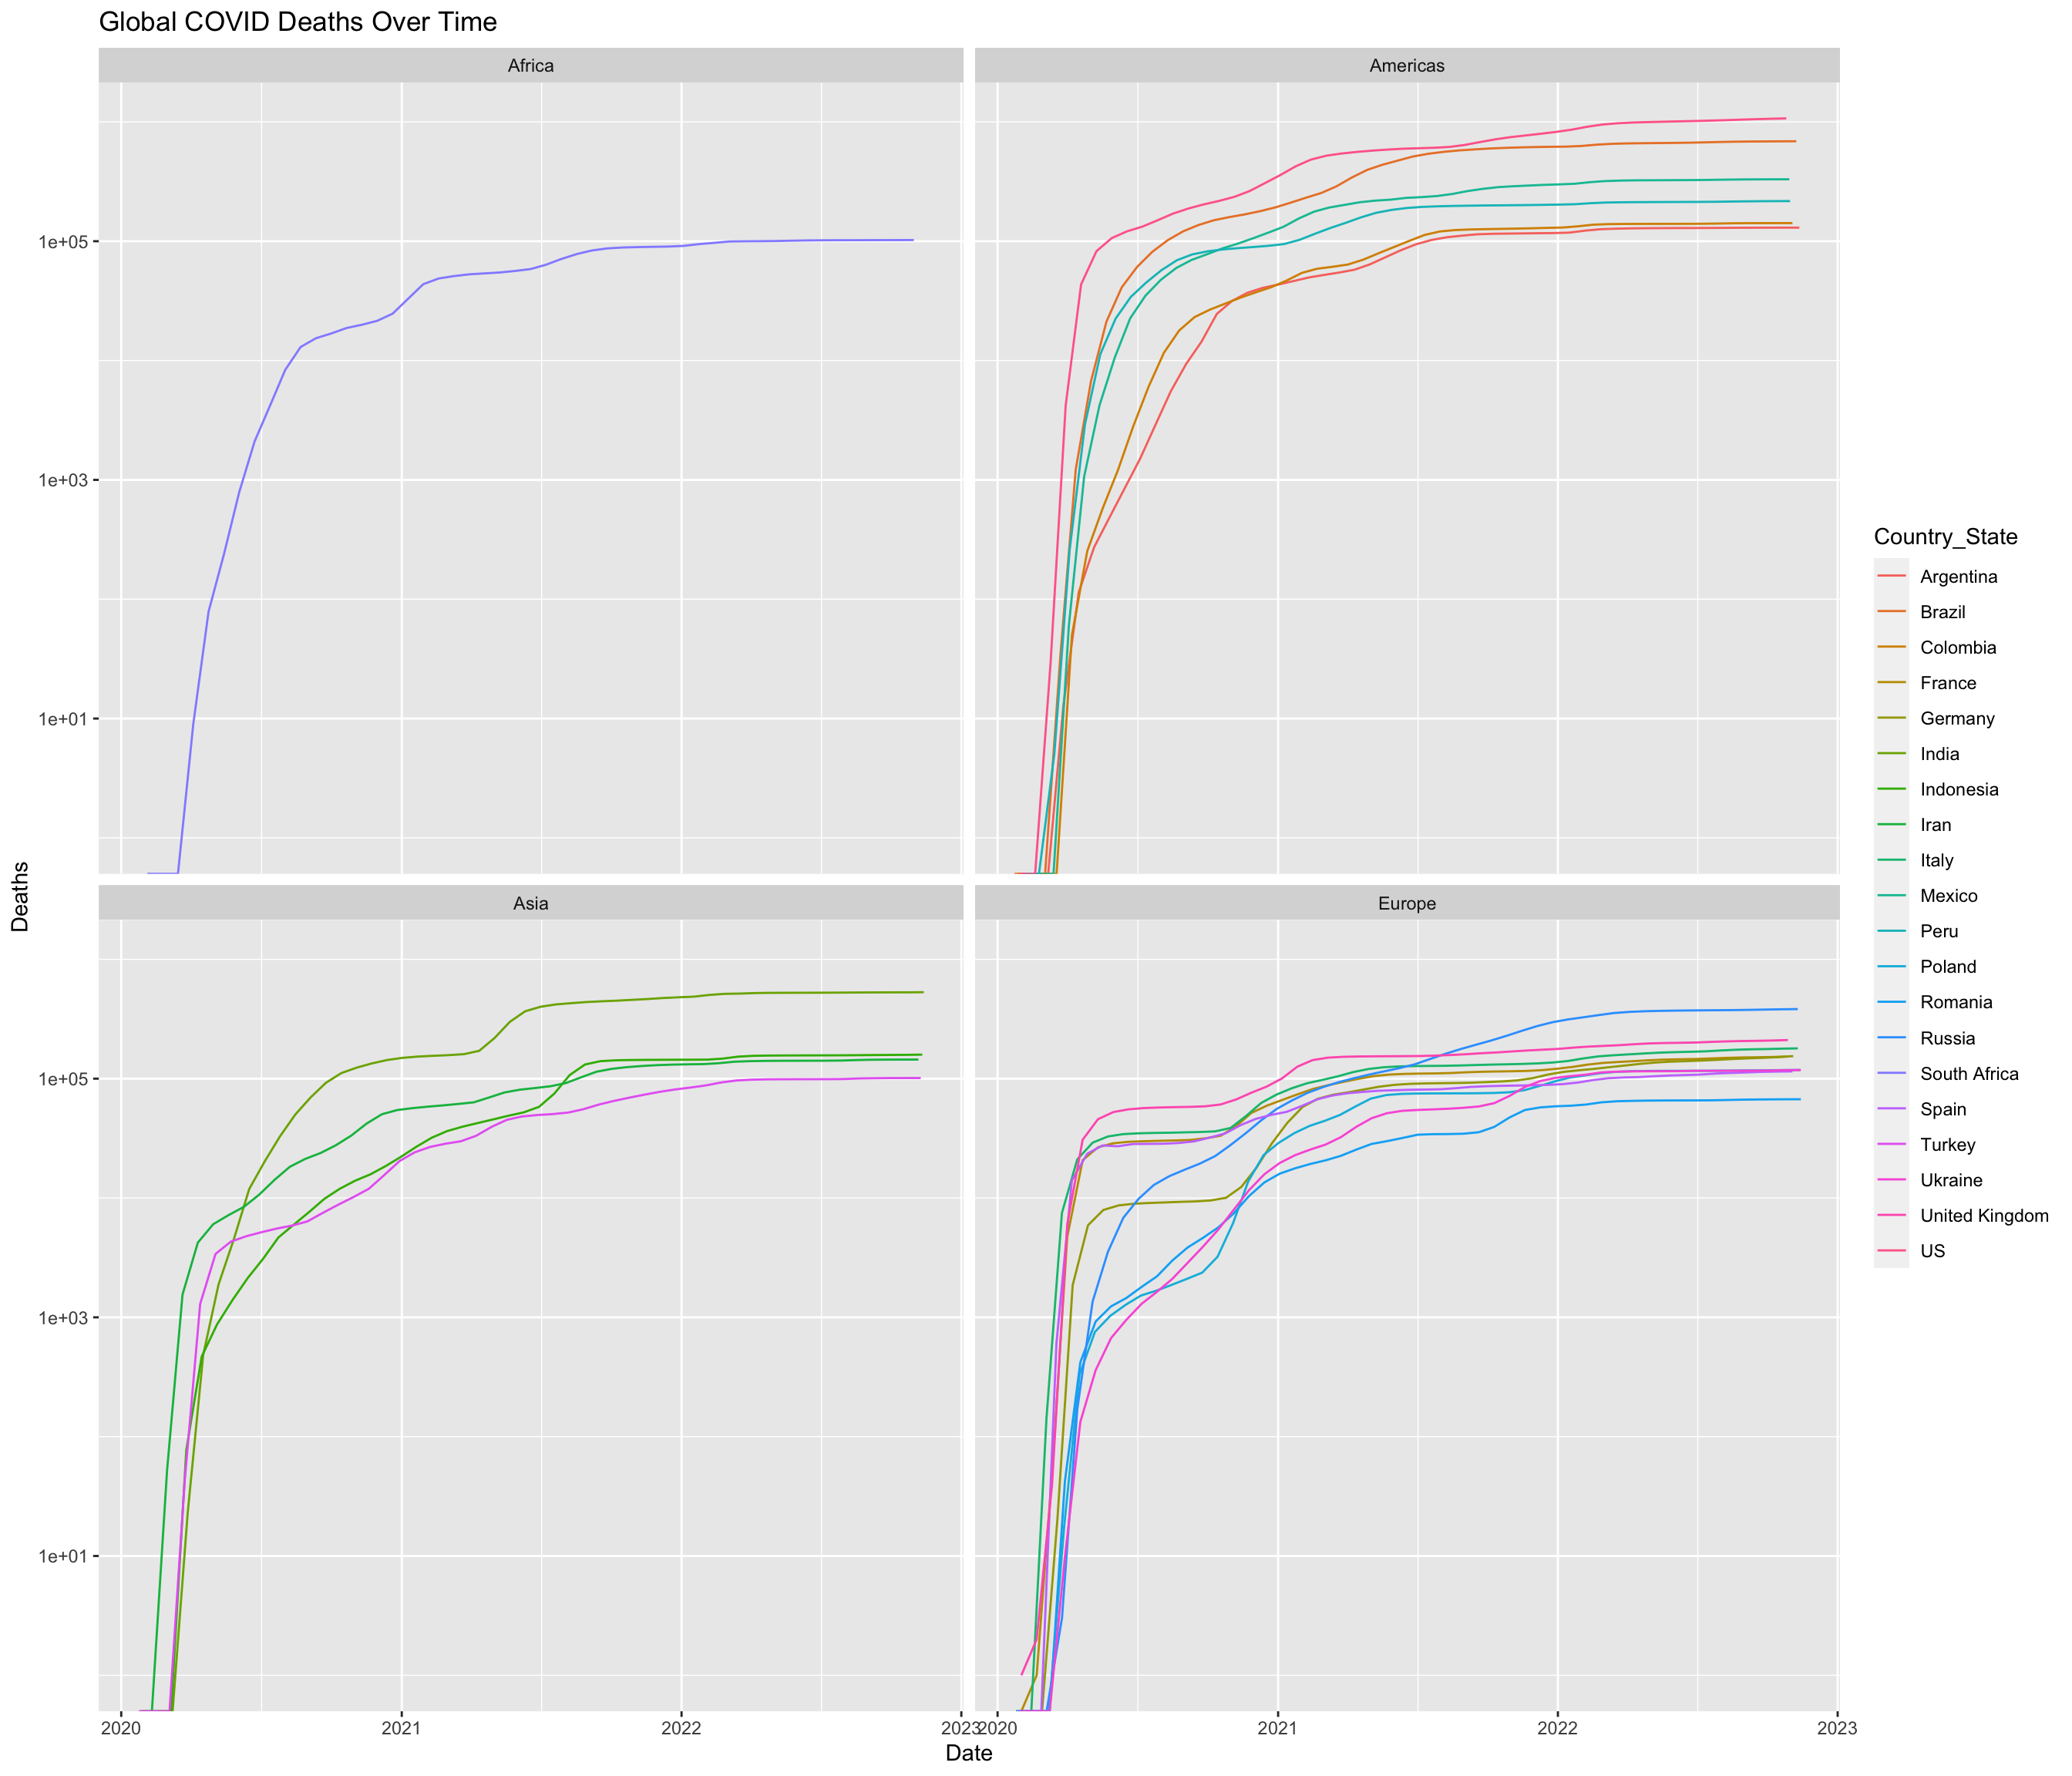 Global COVID Deaths Over Time
Africa
Americas
1e+05
1e+03
1e+01
Deaths
Asia
Europe
1e+05
1e+03
1e+01
2020
2021
2022
2023
2020
2021
2022
2023
Date
Country_State
Argentina
Brazil
Colombia
France
Germany
India
Indonesia
Iran
Italy
Mexico
Peru
Poland
Romania
Russia
South Africa
Spain
Turkey
Ukraine
United Kingdom
US